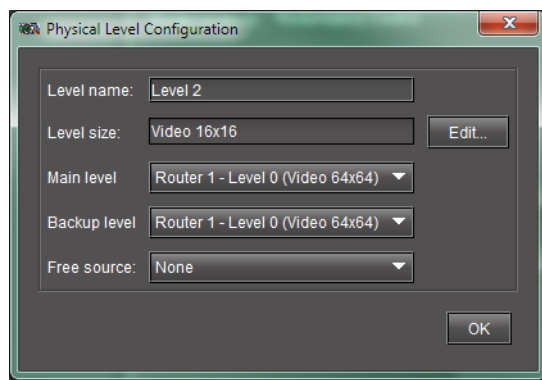 Physical Level Configuration
Level name: Level 2
Level size: Video 16x16 Edit...
Main level Router 1 - Level 0 (Video 64x64)
Backup level Router 1 - Level 0 (Video 64x64)
Free source: None
OK